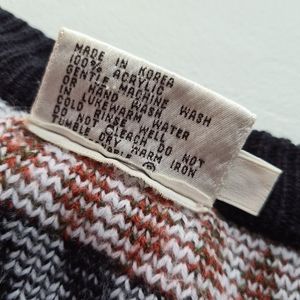 MADE IN KOREA
100% ACRYLIC
GENTLE MACHINE WASH
OR HAND WASH
IN LUKEWARM WATER
COLD RINSER WELL
DO NOT BLEACH DO NOT
TUMBLE DRY WARM IRON